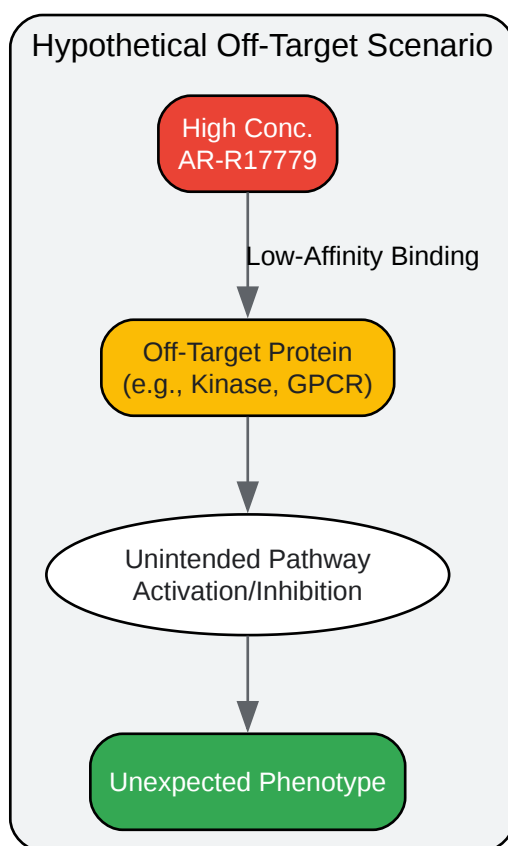 Hypothetical Off-Target Scenario
High Conc.
AR-R17779
Low-Affinity Binding
Off-Target Protein
(e.g., Kinase, GPCR)
Unintended Pathway
Activation/Inhibition
Unexpected Phenotype